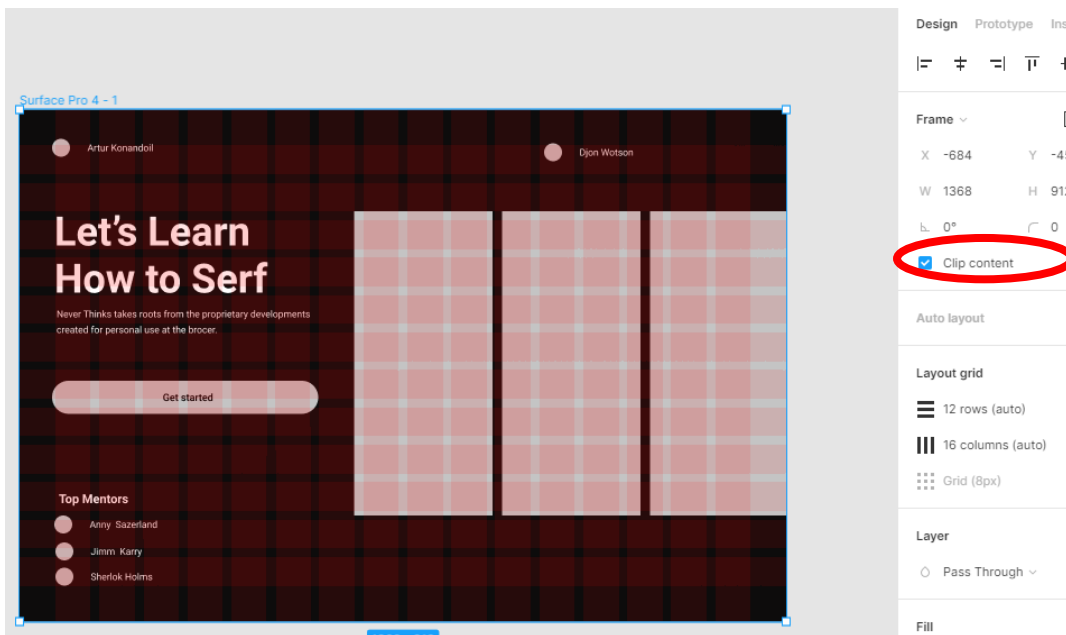 Design Prototype Ins
Surface Pro 4 - 1
Frame
X -684 Y -45
W 1368 H 912
0° 0
Clip content
Auto layout
Layout grid
12 rows (auto)
16 columns (auto)
Grid (8px)
Layer
Pass Through
Fill
Artur Konandoil
Djon Wotson
Let's Learn
How to Serf
Never Thinks takes roots from the proprietary developments
created for personal use at the brocer.
Get started
Top Mentors
Anny Sazerland
Jimm Karry
Sherlok Holms